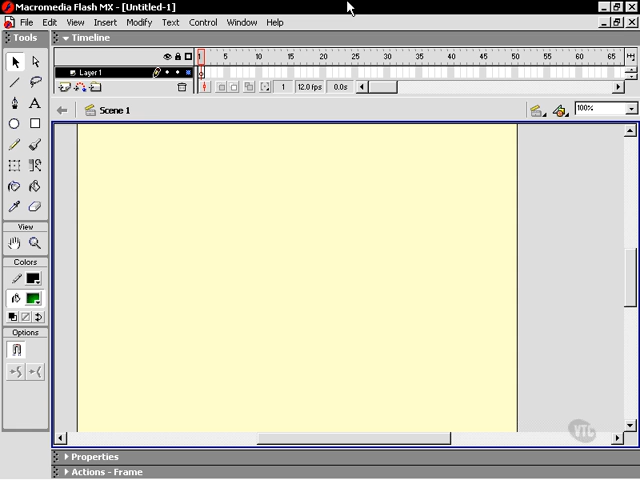 Macromedia Flash MX - [Untitled-1]
File Edit View Insert Modify Text Control Window Help
Tools
Timeline
1 5 10 15 20 25 30 35 40 45 50 55 60 65
Layer 1
1 12.0 fps 0.0s
Scene 1
100%
View
Colors
Options
VTC
Properties
Actions - Frame